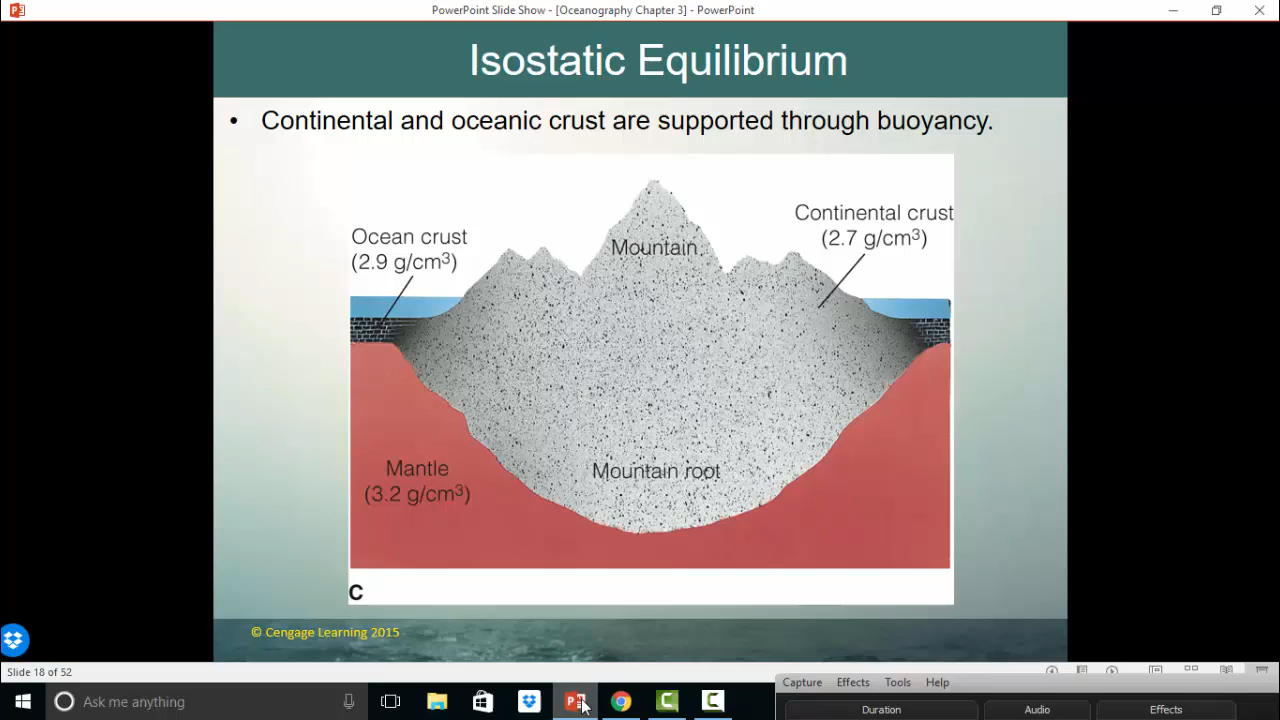 PowerPoint Slide Show - [Oceanography Chapter 3] - PowerPoint
Isostatic Equilibrium
• Continental and oceanic crust are supported through buoyancy.
Continental crust
(2.7 g/cm³)
Ocean crust
(2.9 g/cm³)
Mountain
Mantle
(3.2 g/cm³)
Mountain root
C
© Cengage Learning 2015
Slide 18 of 52
Ask me anything
Capture Effects Tools Help
Duration Audio Effects